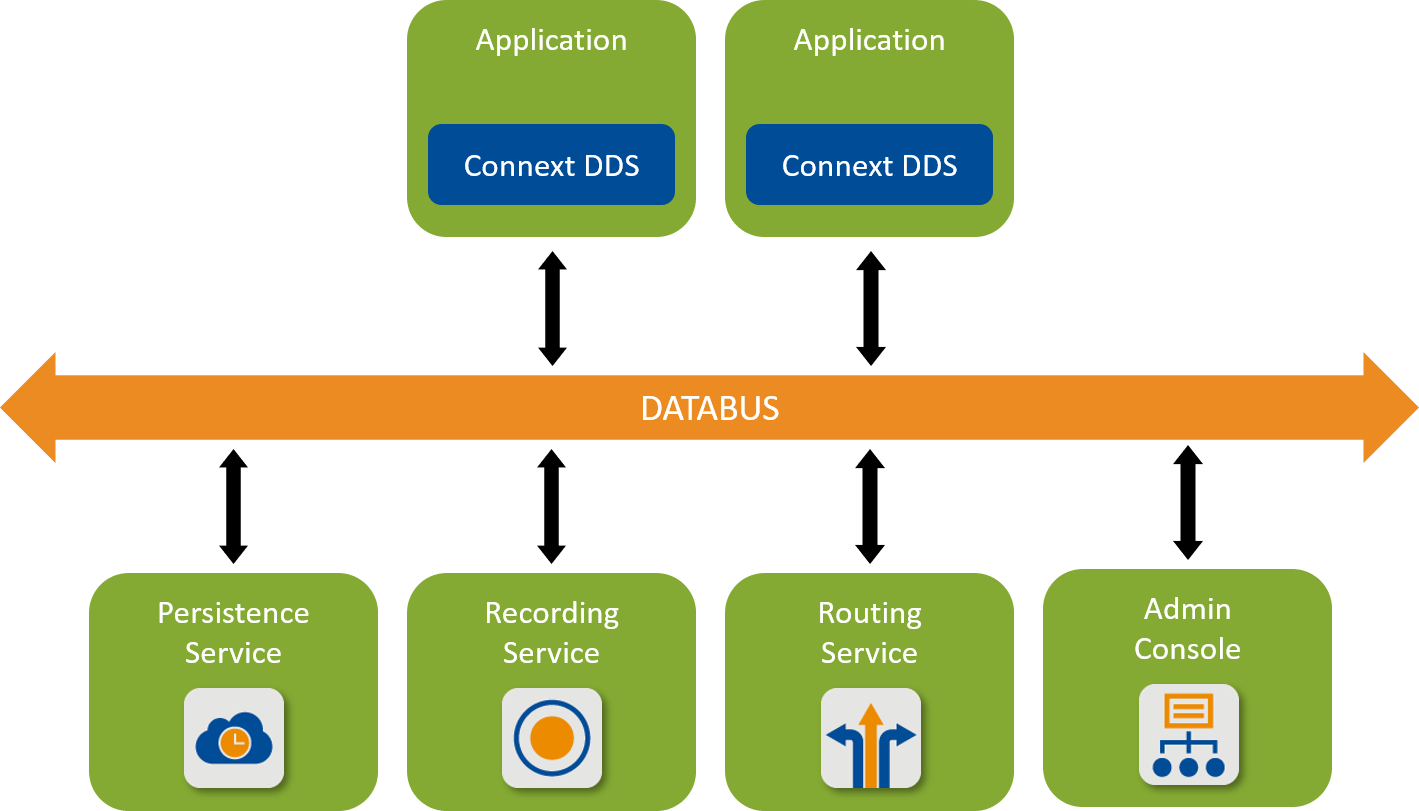 Application
Connext DDS
Application
Connext DDS
DATABUS
Persistence
Service
Recording
Service
Routing
Service
Admin
Console